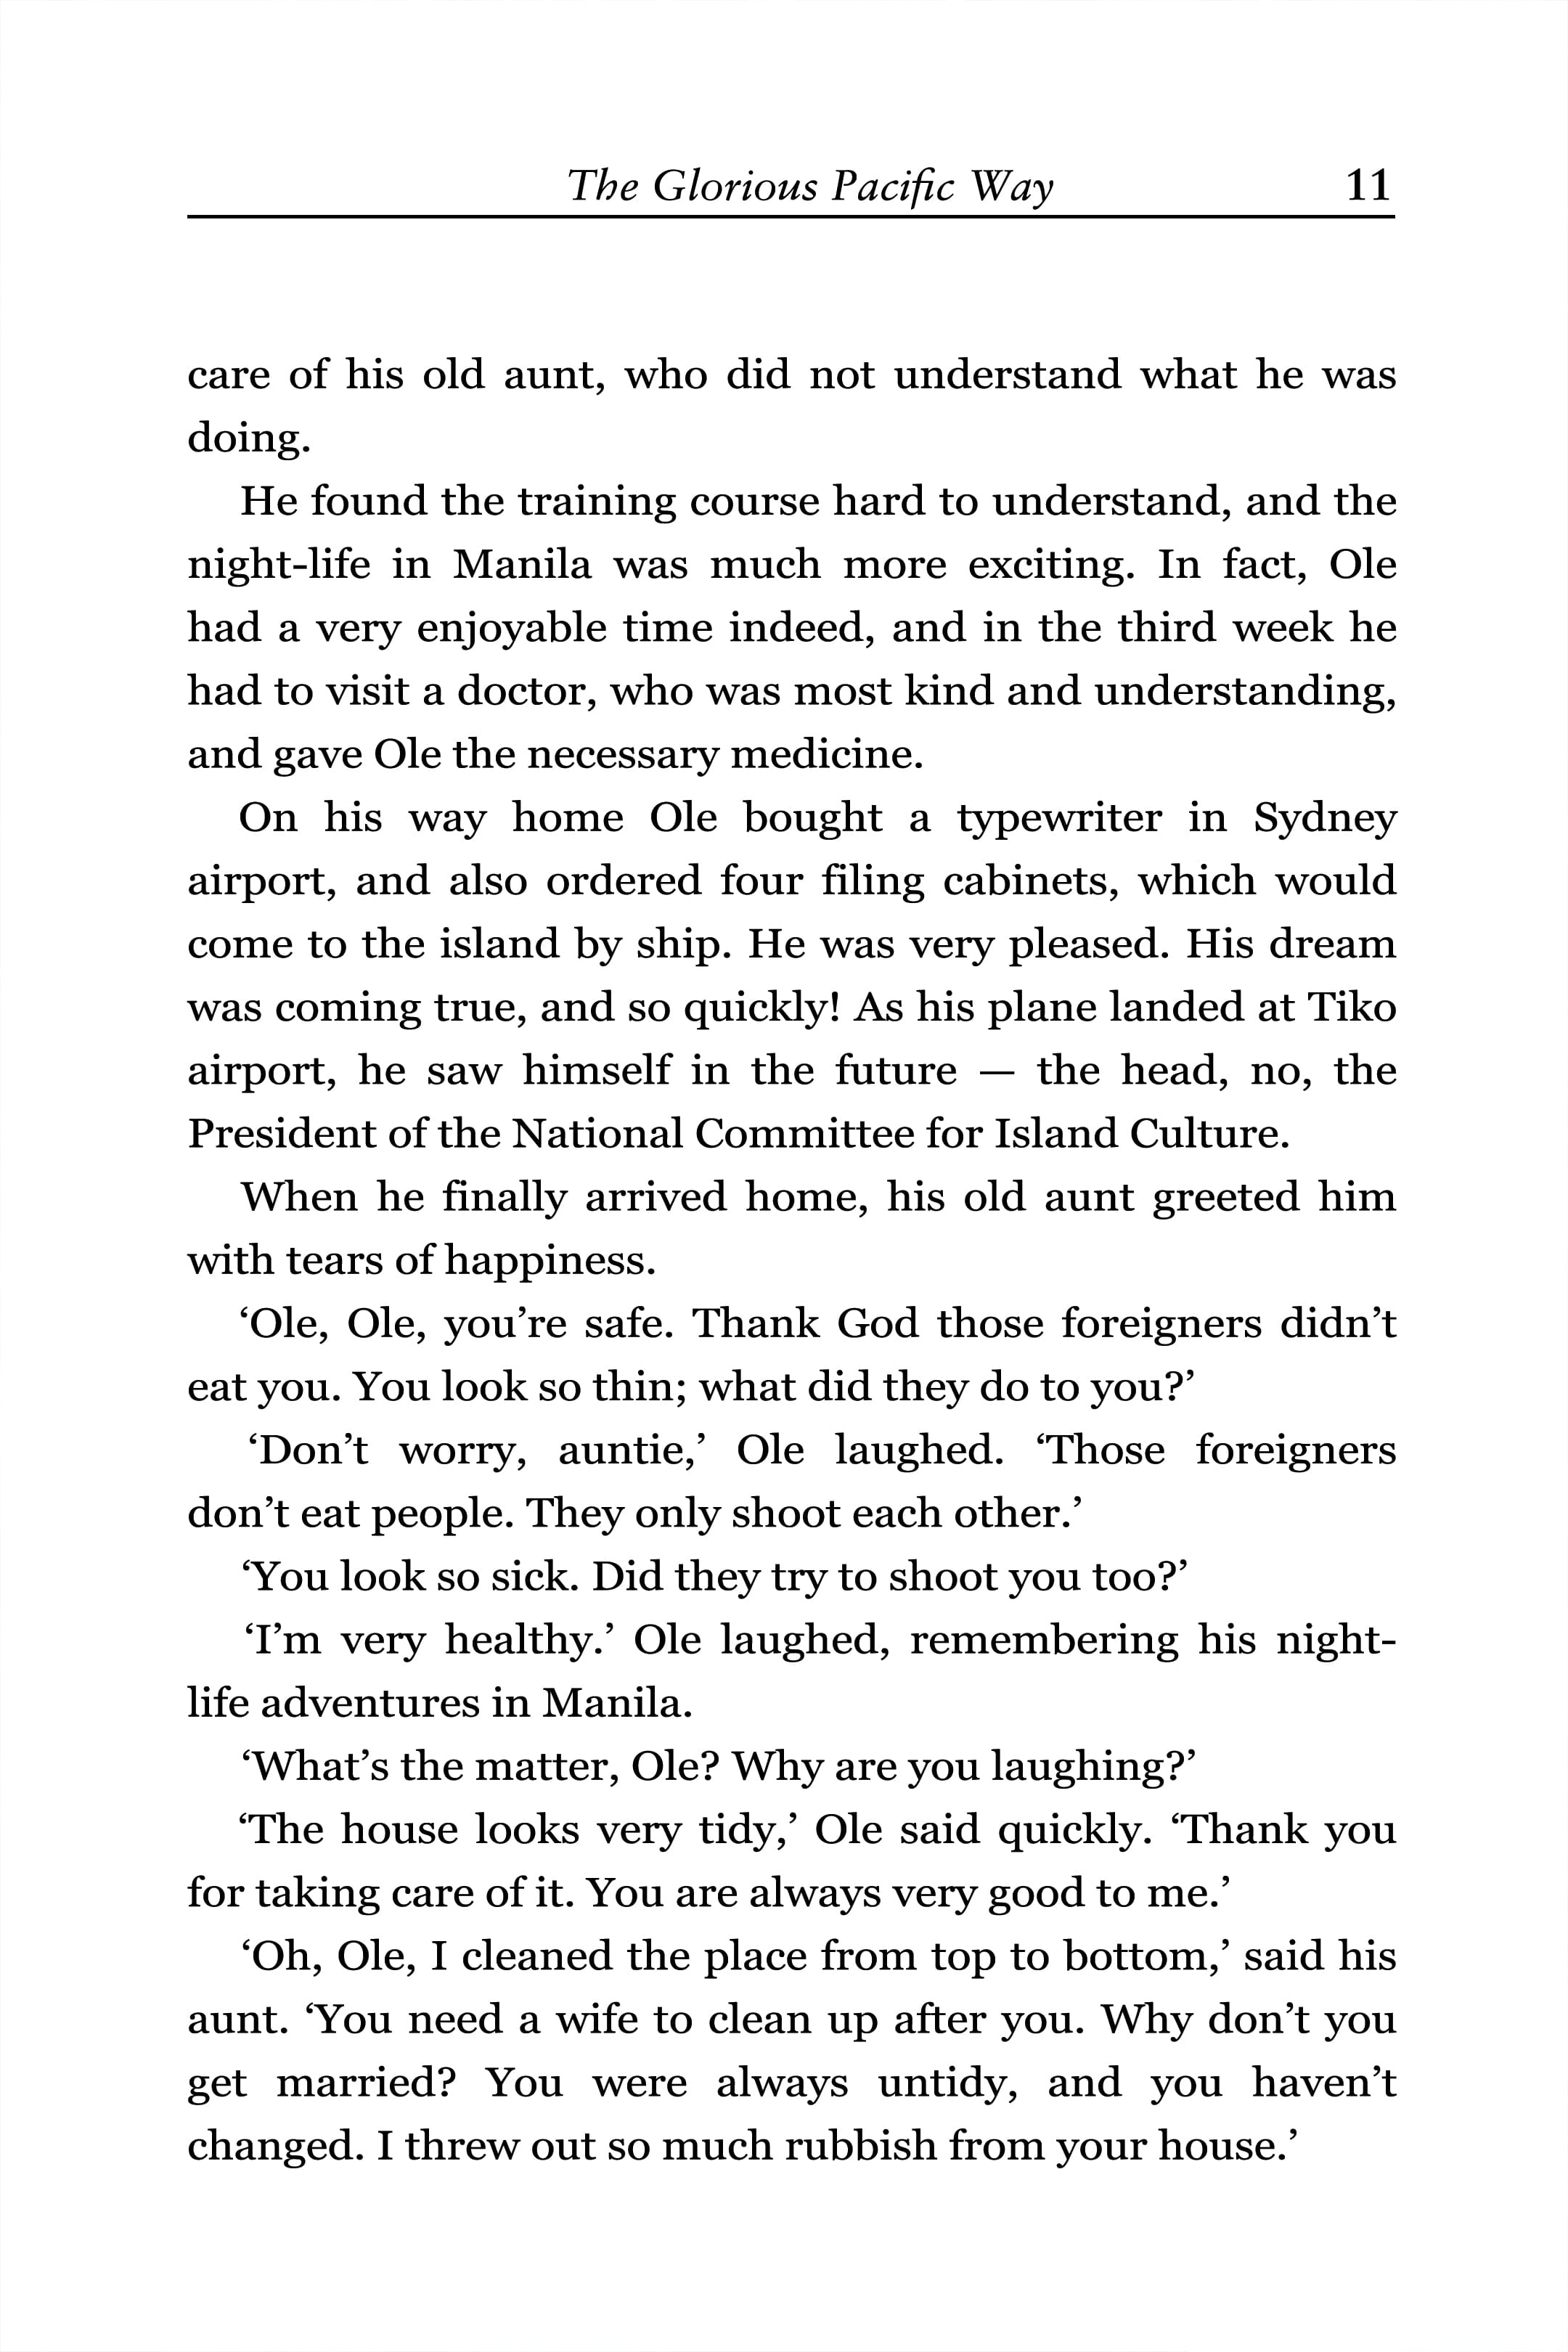 The Glorious Pacific Way 11
care of his old aunt, who did not understand what he was
doing.
He found the training course hard to understand, and the
night-life in Manila was much more exciting. In fact, Ole
had a very enjoyable time indeed, and in the third week he
had to visit a doctor, who was most kind and understanding,
and gave Ole the necessary medicine.
On his way home Ole bought a typewriter in Sydney
airport, and also ordered four filing cabinets, which would
come to the island by ship. He was very pleased. His dream
was coming true, and so quickly! As his plane landed at Tiko
airport, he saw himself in the future — the head, no, the
President of the National Committee for Island Culture.
When he finally arrived home, his old aunt greeted him
with tears of happiness.
‘Ole, Ole, you’re safe. Thank God those foreigners didn’t
eat you. You look so thin; what did they do to you?’
‘Don’t worry, auntie,’ Ole laughed. ‘Those foreigners
don’t eat people. They only shoot each other.’
‘You look so sick. Did they try to shoot you too?’
‘I’m very healthy.’ Ole laughed, remembering his night-
life adventures in Manila.
‘What’s the matter, Ole? Why are you laughing?’
‘The house looks very tidy,’ Ole said quickly. ‘Thank you
for taking care of it. You are always very good to me.’
‘Oh, Ole, I cleaned the place from top to bottom,’ said his
aunt. ‘You need a wife to clean up after you. Why don’t you
get married? You were always untidy, and you haven’t
changed. I threw out so much rubbish from your house.’